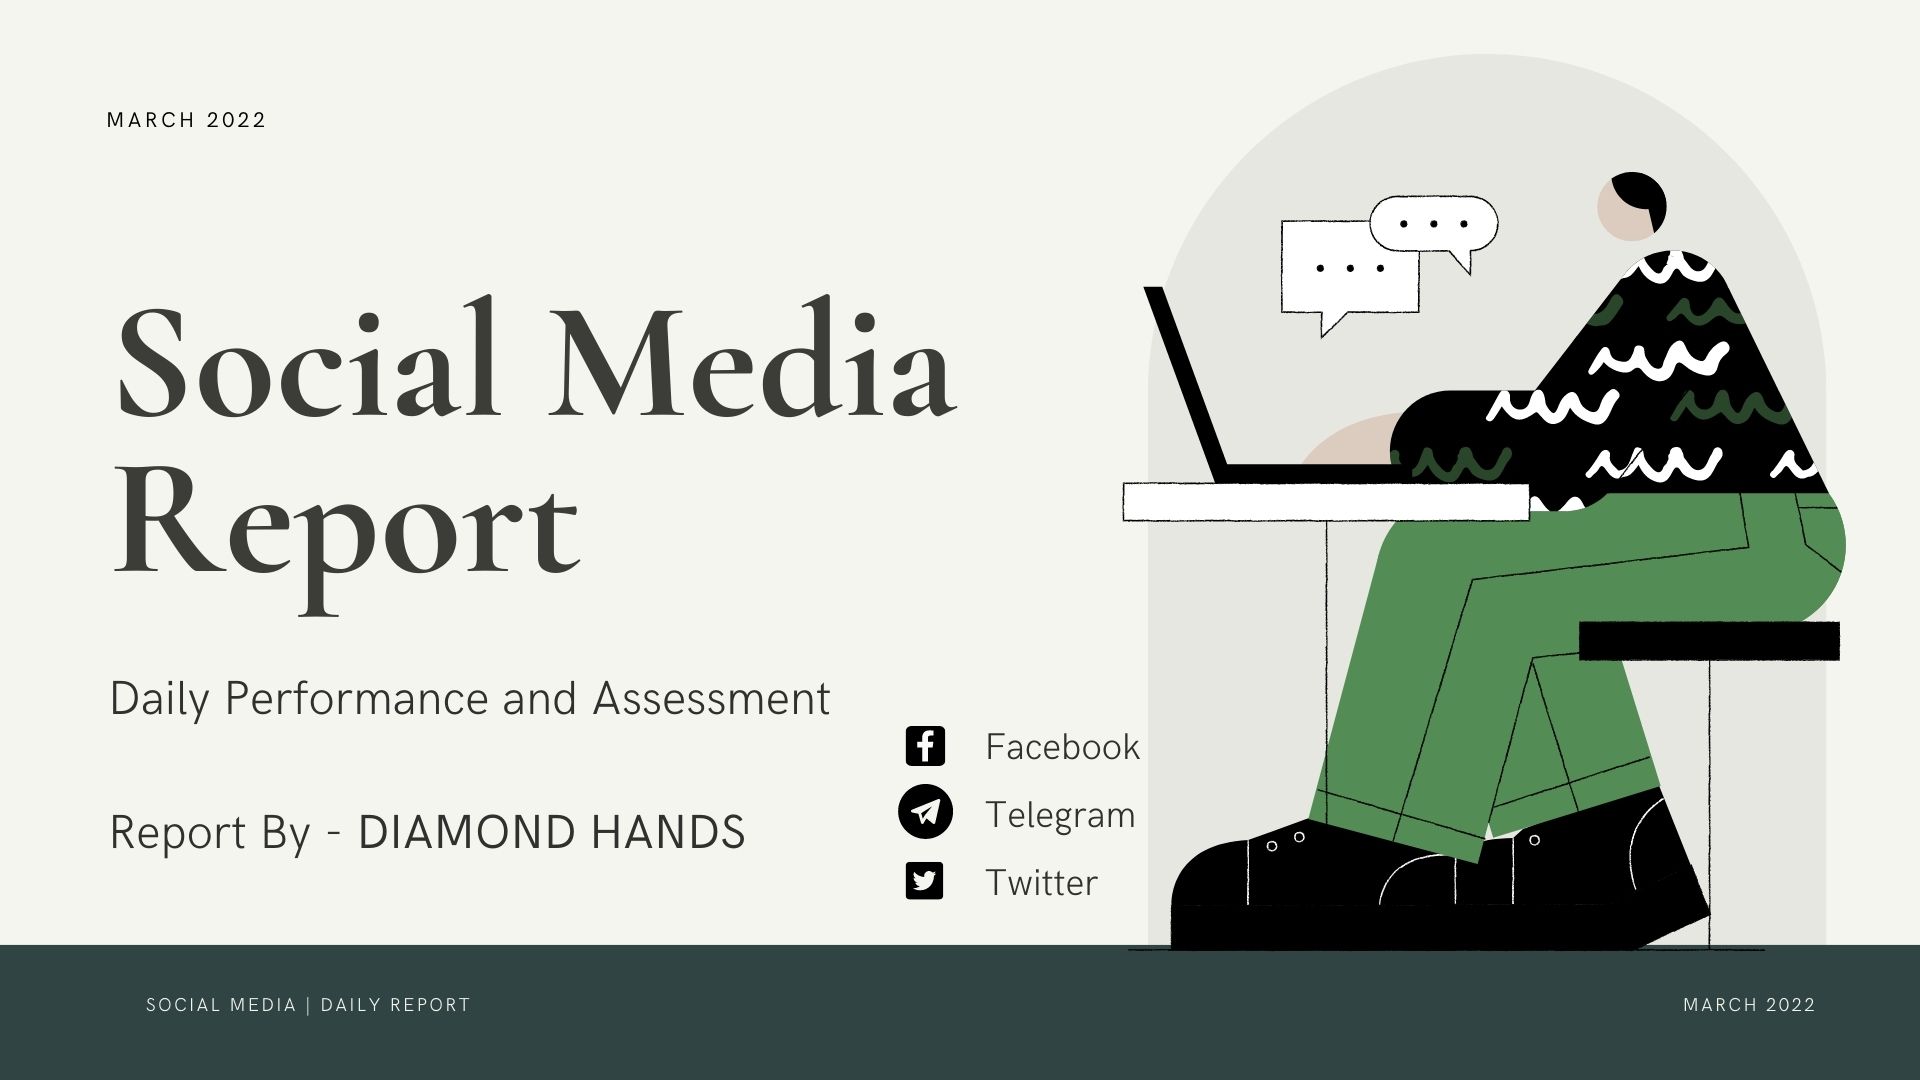 MARCH 2022
Social Media
Report
Daily Performance and Assessment
Report By - DIAMOND HANDS
Facebook
Telegram
Twitter
SOCIAL MEDIA | DAILY REPORT
MARCH 2022